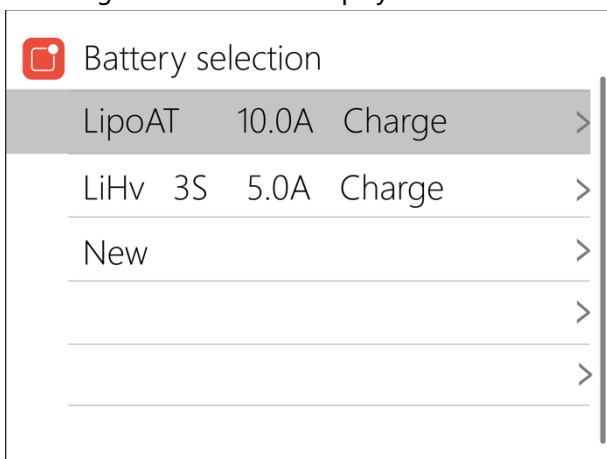 Battery selection
LipoAT 10.0A Charge >
LiHv 3S 5.0A Charge >
New >
>
>